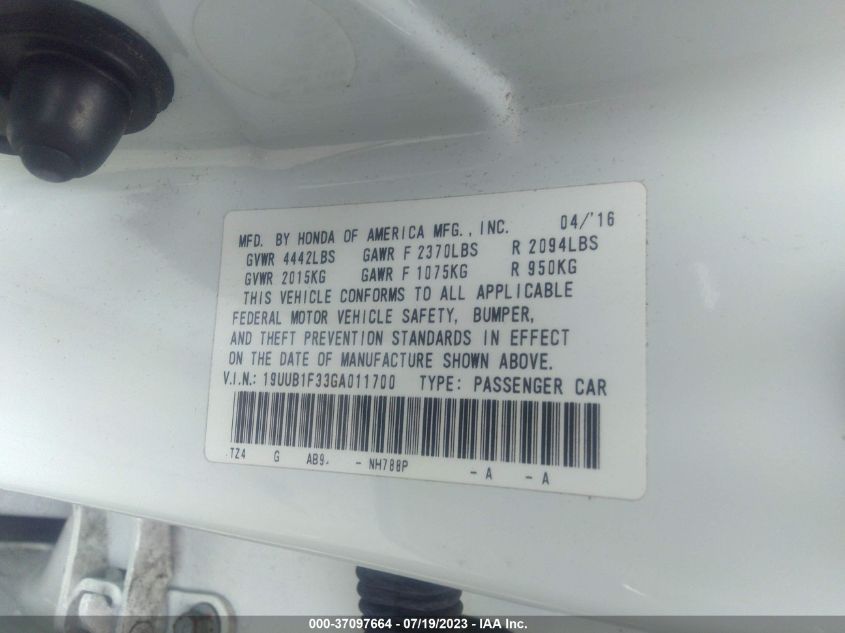 MFD. BY HONDA OF AMERICA MFG., INC. 04/'16
GVWR 4442LBS GAWR F 2370LBS R 2094LBS
GVWR 2015KG GAWR F 1075KG R 950KG
THIS VEHICLE CONFORMS TO ALL APPLICABLE
FEDERAL MOTOR VEHICLE SAFETY, BUMPER,
AND THEFT PREVENTION STANDARDS IN EFFECT
ON THE DATE OF MANUFACTURE SHOWN ABOVE.
V.I.N.: 19UUB1F33GA011700 TYPE: PASSENGER CAR
TZ4 G AB9. - NH788P - A - A
000-37097664 / 07/19/2023 - IAA Inc.